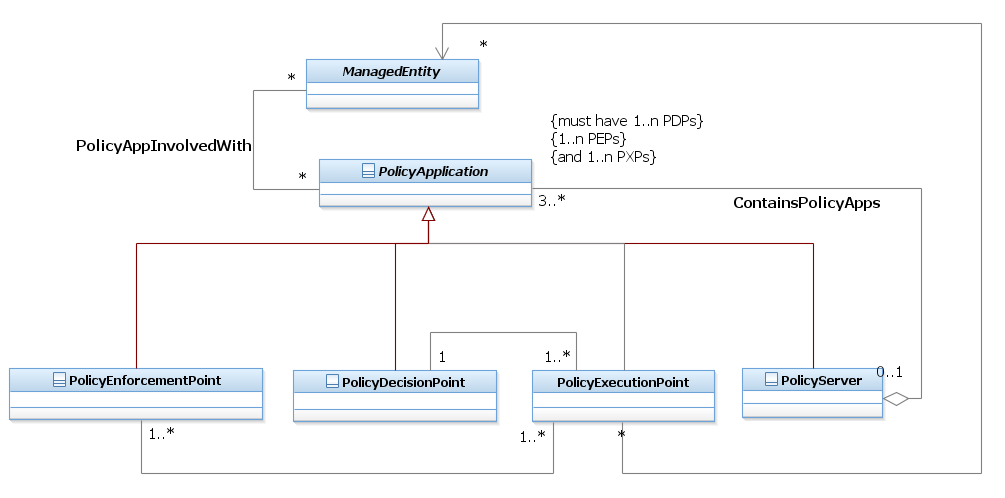 *
ManagedEntity
*
{must have 1..n PDPs}
{1..n PEPs}
{and 1..n PXPs}
PolicyAppInvolvedWith
*
PolicyApplication
3..*
ContainsPolicyApps
1
1..*
PolicyEnforcementPoint
PolicyDecisionPoint
PolicyExecutionPoint
PolicyServer
0..1
1..*
1..*
*